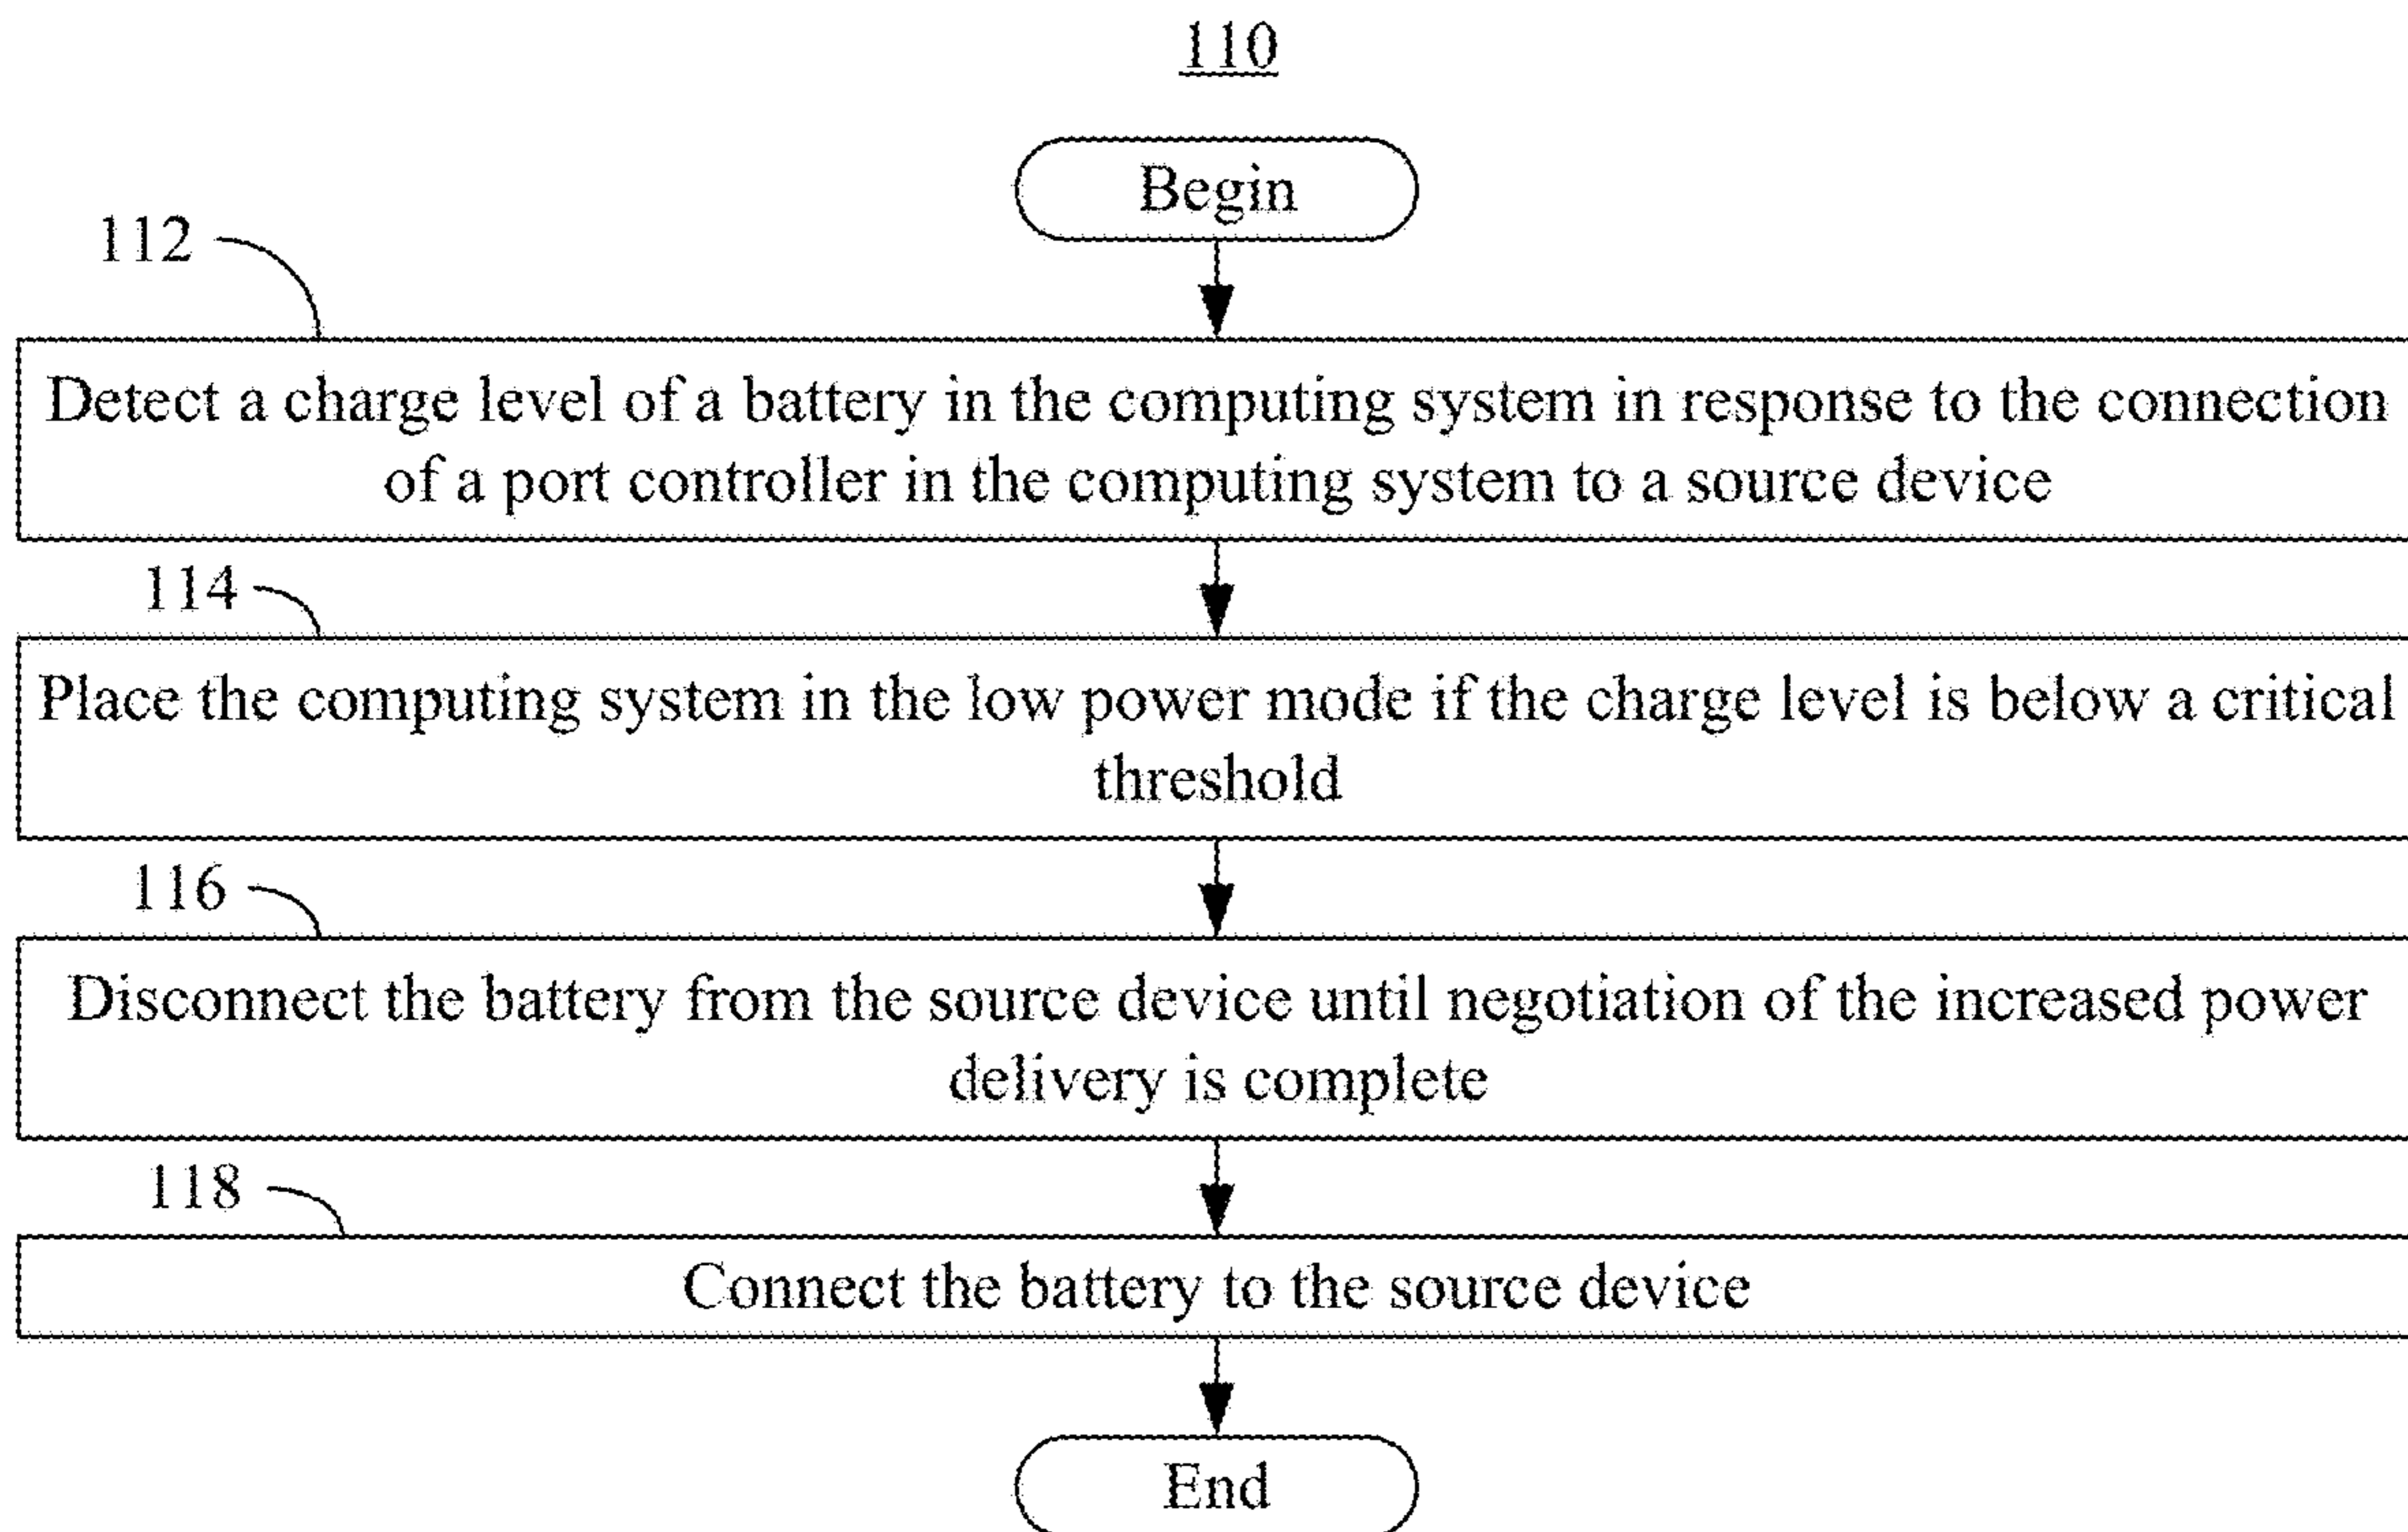 110
Begin
112
Detect a charge level of a battery in the computing system in response to the connection
of a port controller in the computing system to a source device
114
Place the computing system in the low power mode if the charge level is below a critical
threshold
116
Disconnect the battery from the source device until negotiation of the increased power
delivery is complete
118
Connect the battery to the source device
End